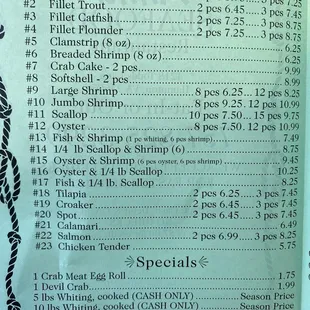 #2 Fillet Trout 2 pcs 6.45 ... 3 pcs 7.45
#3 Fillet Catfish 2 pcs 7.25 . . . 3 pcs 8.75
#4 Fillet Flounder 2 pcs 7.25 . . . 3 pcs 8.75
#5 Clamstrip (8 oz) 6.25
#6 Breaded Shrimp (8 oz) 6.25
#7 Crab Cake - 2 pcs 9.99
#8 Softshell - 2 pcs 8.99
#9 Large Shrimp 8 pcs 6.25... 12 pcs 8.25
#10 Jumbo Shrimp 8 pcs 9.25. 12 pcs 10.99
#11 Scallop 10 pcs 7.50... 15 pcs 9.75
#12 Oyster 8 pcs 7.50. 12 pcs 10.99
#13 Fish & Shrimp (1 pc whiting, 6 pcs shrimp) 7.49
#14 1/4 lb Scallop & Shrimp (6) 8.75
#15 Oyster & Shrimp (6 pcs oyster, 6 pcs shrimp) 9.45
#16 Oyster & 1/4 lb Scallop 10.25
#17 Fish & 1/4 lb. Scallop 8.25
#18 Tilapia 2 pcs 6.25 . . . . 3 pcs 7.45
#19 Croaker 2 pcs 6.45 . . . 3 pcs 7.45
#20 Spot 2 pcs 6.45 . . . 3 pcs 7.45
#21 Calamari 6.49
#22 Salmon 2 pcs 6.99 . . . 3 pcs 8.99
#23 Chicken Tender 5.75
Specials
1 Crab Meat Egg Roll 1.75
1 Devil Crab 1.99
5 lbs Whiting, cooked (CASH ONLY) Season Price
10 lbs Whiting, cooked (CASH ONLY) Season Price